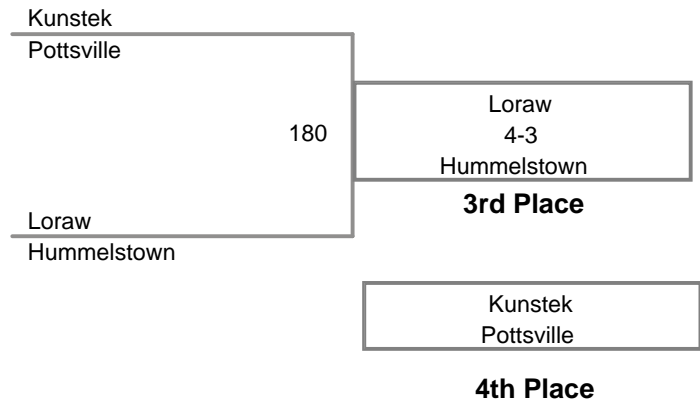 Kunstek
Pottsville
180
Loraw
4-3
Hummelstown
3rd Place
Loraw
Hummelstown
Kunstek
Pottsville
4th Place